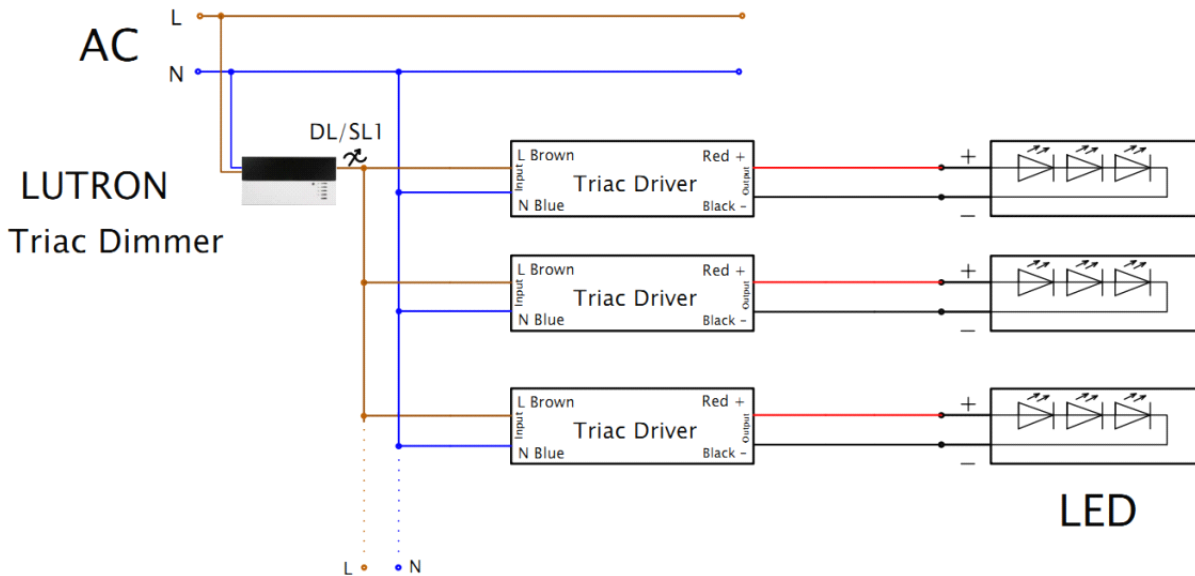 L
AC
N
DL/SL1
LUTRON
Triac Dimmer
L Brown
Input
N Blue
Triac Driver
Red +
Output
Black -
+
-
L Brown
Input
N Blue
Triac Driver
Red +
Output
Black -
+
-
L Brown
Input
N Blue
Triac Driver
Red +
Output
Black -
+
-
LED
L
N